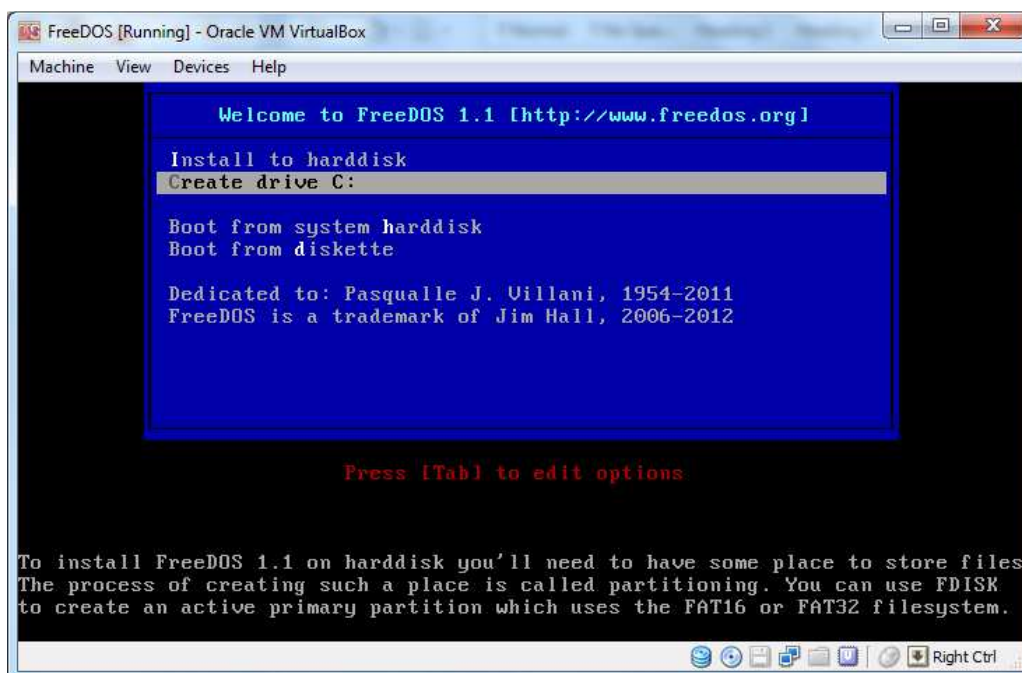 FreeDOS [Running] - Oracle VM VirtualBox
Machine View Devices Help
Welcome to FreeDOS 1.1 [http://www.freedos.org]
Install to harddisk
Create drive C:
Boot from system harddisk
Boot from diskette
Dedicated to: Pasqualle J. Villani, 1954-2011
FreeDOS is a trademark of Jim Hall, 2006-2012
Press [Tab] to edit options
To install FreeDOS 1.1 on harddisk you'll need to have some place to store files
The process of creating such a place is called partitioning. You can use FDISK
to create an active primary partition which uses the FAT16 or FAT32 filesystem.
Right Ctrl